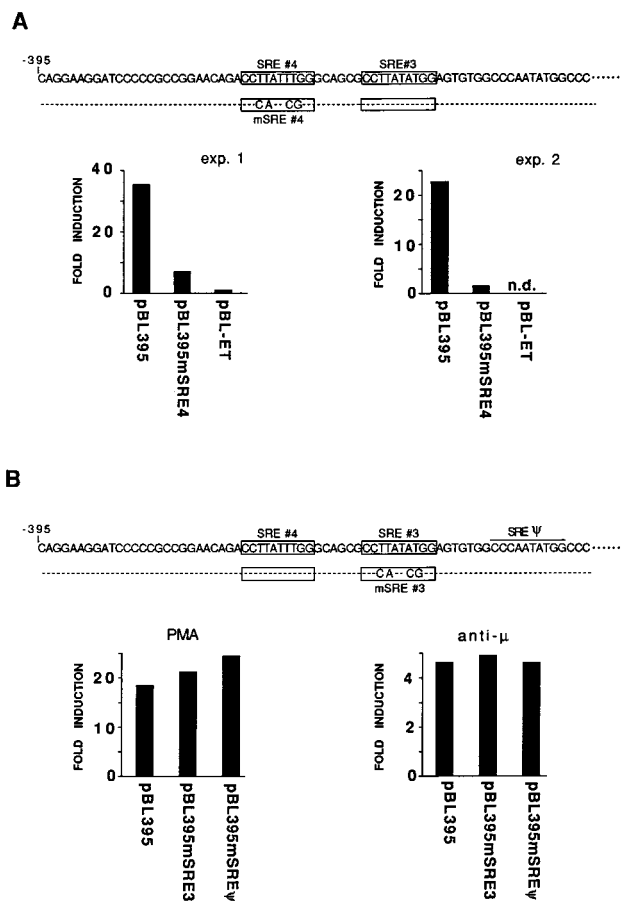 A
SRE #4 SRE#3
-395
CAGGAAGGATCCCCCGCCGGAACAGACCTTATTTGGGCAGCGCCTTATATGGAGTGTGGCCCAATATGGCCC ······
CA CG
mSRE #4
exp. 1
FOLD INDUCTION
40
20
0
pBL395
pBL395mSRE4
pBL-ET
exp. 2
FOLD INDUCTION
20
10
0
n.d.
pBL395
pBL395mSRE4
pBL-ET
B
SRE #4 SRE #3 SRE Ψ
-395
CAGGAAGGATCCCCCGCCGGAACAGACCTTATTTGGGCAGCGCCTTATATGGAGTGTGGCCCAATATGGCCC ······
CA CG
mSRE #3
PMA
FOLD INDUCTION
20
10
0
pBL395
pBL395mSRE3
pBL395mSREψ
anti-μ
FOLD INDUCTION
4
2
0
pBL395
pBL395mSRE3
pBL395mSREψ